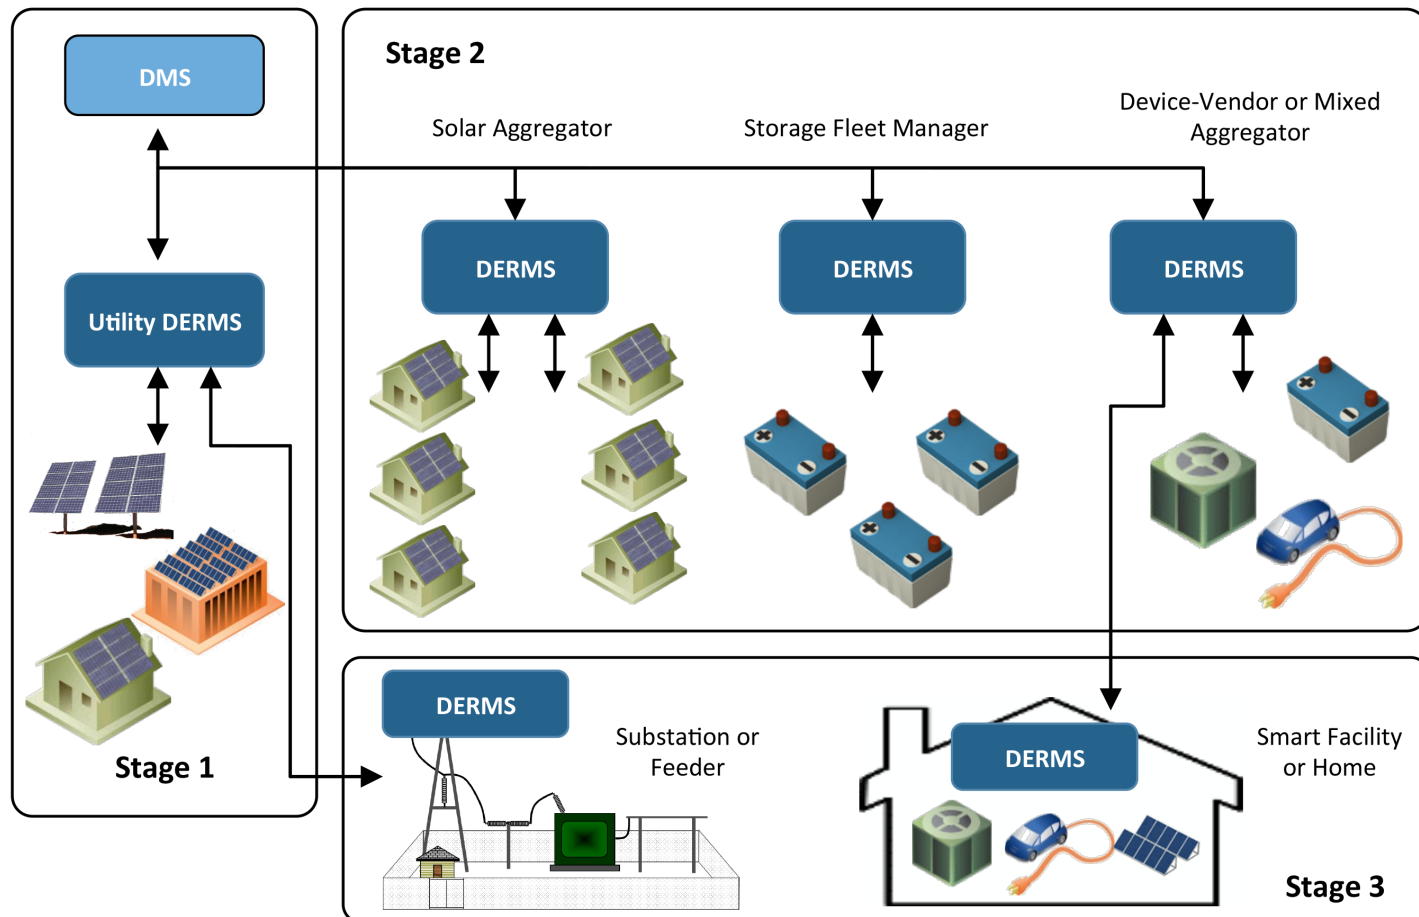 DMS
Utility DERMS
Stage 1
Stage 2
Solar Aggregator
Storage Fleet Manager
Device-Vendor or Mixed
Aggregator
DERMS
DERMS
DERMS
DERMS
Substation or
Feeder
DERMS
Smart Facility
or Home
Stage 3